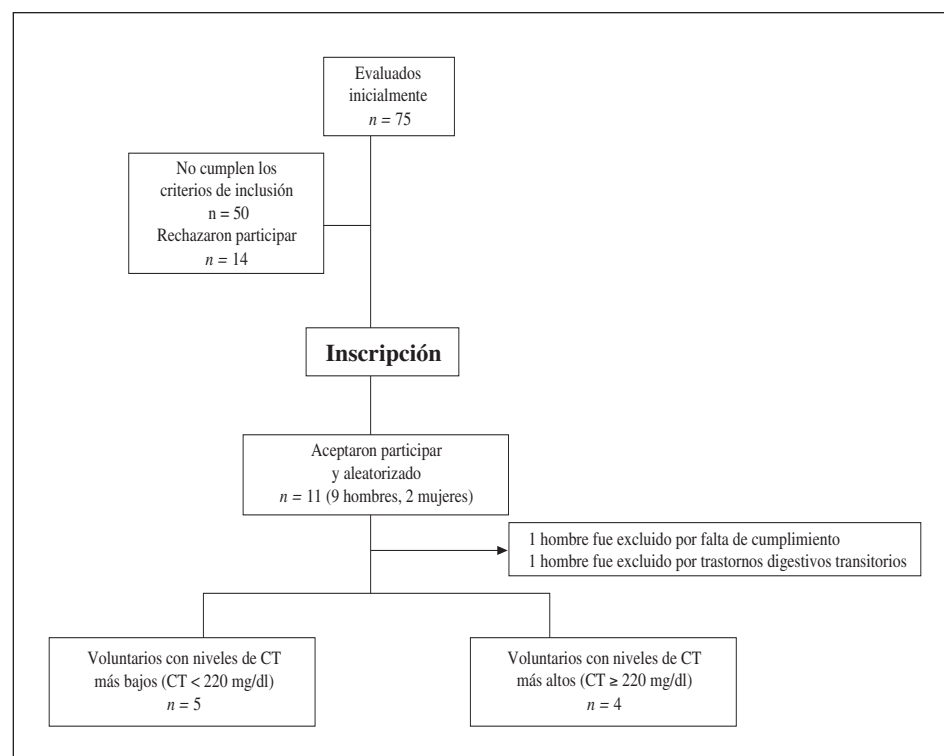 Evaluados
inicialmente
n = 75
No cumplen los
criterios de inclusión
n = 50
Rechazaron participar
n = 14
Inscripción
Aceptaron participar
y aleatorizado
n = 11 (9 hombres, 2 mujeres)
1 hombre fue excluido por falta de cumplimiento
1 hombre fue excluido por trastornos digestivos transitorios
Voluntarios con niveles de CT
más bajos (CT < 220 mg/dl)
n = 5
Voluntarios con niveles de CT
más altos (CT ≥ 220 mg/dl)
n = 4